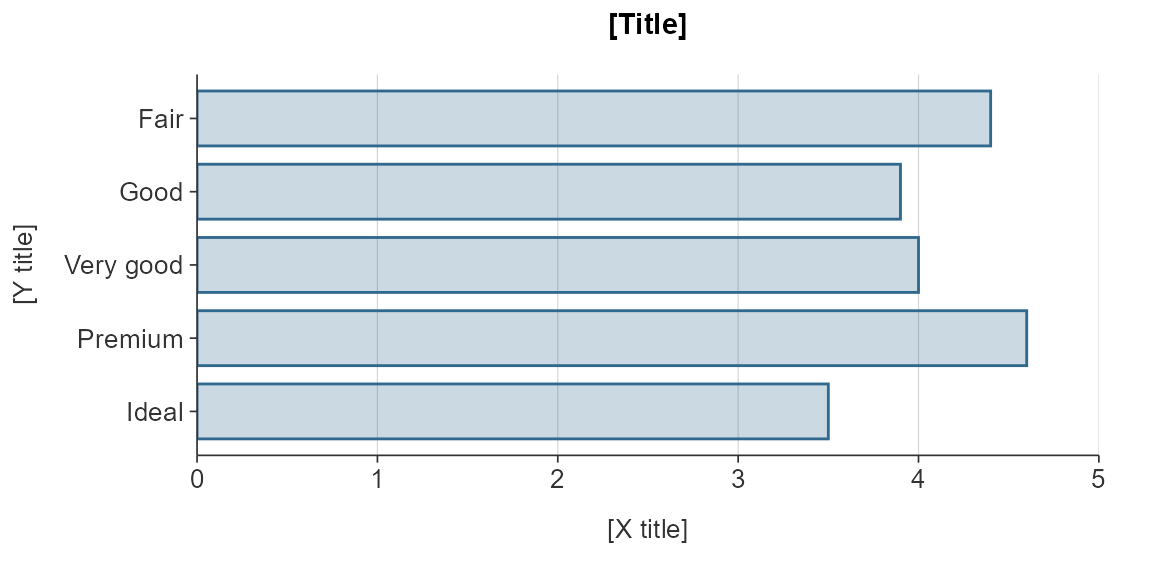 [Title]
[Y title]
Fair
Good
Very good
Premium
Ideal
0 1 2 3 4 5
[X title]